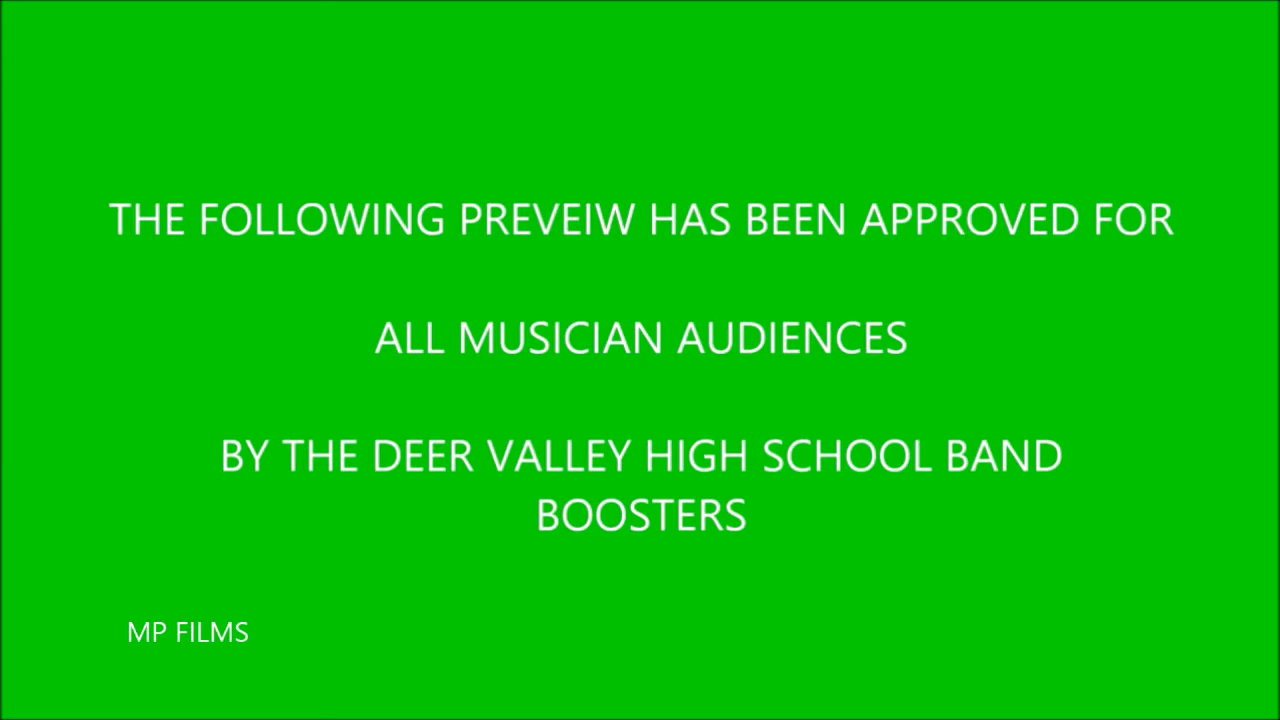 THE FOLLOWING PREVEIW HAS BEEN APPROVED FOR
ALL MUSICIAN AUDIENCES
BY THE DEER VALLEY HIGH SCHOOL BAND
BOOSTERS
MP FILMS